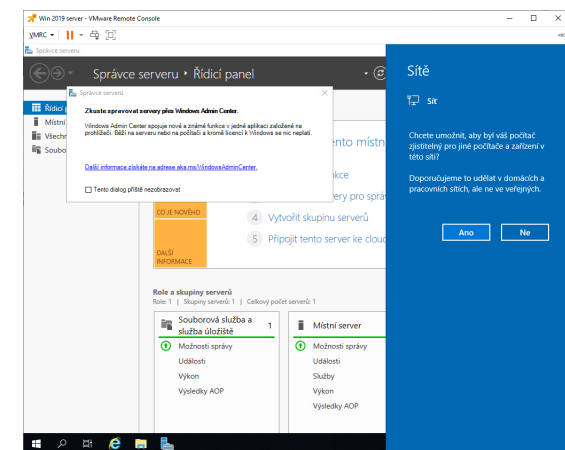 Win 2019 server - VMware Remote Console
VMRC
Správce serveru
Správce serveru • Řídicí panel
Sítě
Síť
Chcete umožnit, aby byl váš počítač
zjistitelný pro jiné počítače a zařízení v
této síti?
Doporučujeme to udělat v domácích a
pracovních sítích, ale ne ve veřejných.
Ano
Ne
Správce serveru
Zkuste spravovat servery přes Windows Admin Center.
Windows Admin Center spojuje nové a známé funkce v jedné aplikaci založené na
prohlížeči. Běží na serveru nebo na počítači a kromě licencí k Windows se nic neplatí.
Další informace získáte na adrese aka.ms/WindowsAdminCenter.
Tento dialog příště nezobrazovat
Řídicí p
Místní
Všechr
Soubo
ento místn
kce
ery pro sprá
CO JE NOVÉHO
4 Vytvořit skupinu serverů
5 Připojit tento server ke cloud
DALŠÍ
INFORMACE
Role a skupiny serverů
Role: 1 | Skupiny serverů: 1 | Celkový počet serverů: 1
Souborová služba a
služba úložiště
1
Možnosti správy
Události
Výkon
Výsledky AOP
Místní server
Možnosti správy
Události
Služby
Výkon
Výsledky AOP